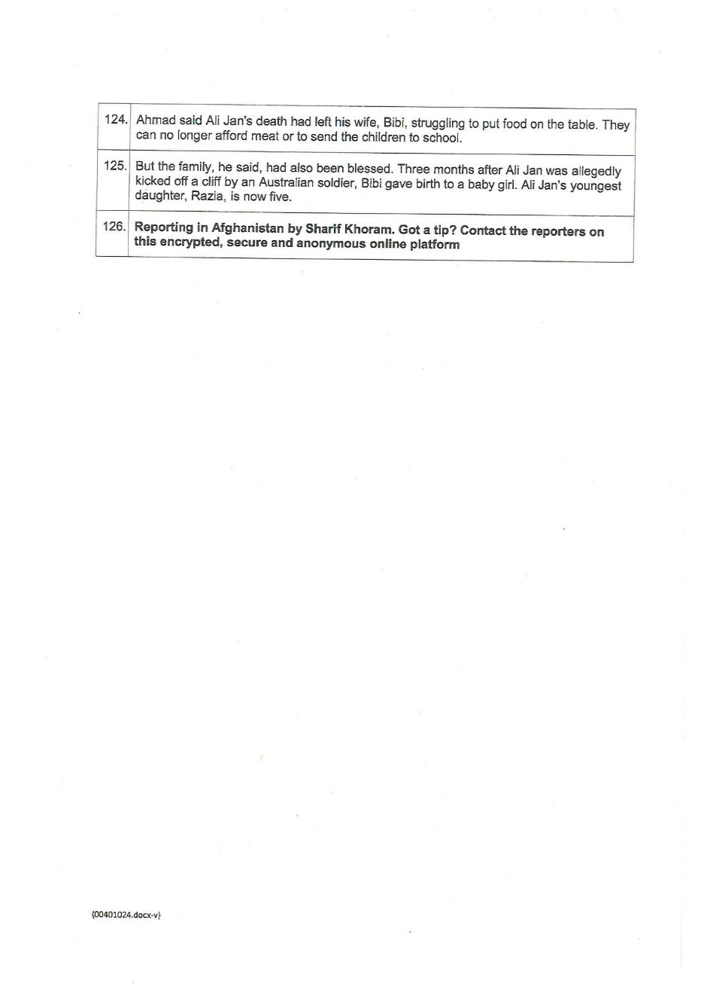 124. Ahmad said Ali Jan's death had left his wife, Bibi, struggling to put food on the table. They
can no longer afford meat or to send the children to school.
125. But the family, he said, had also been blessed. Three months after Ali Jan was allegedly
kicked off a cliff by an Australian soldier, Bibi gave birth to a baby girl. Ali Jan's youngest
daughter, Razia, is now five.
126. Reporting in Afghanistan by Sharif Khoram. Got a tip? Contact the reporters on
this encrypted, secure and anonymous online platform
{00401024.docx-v}